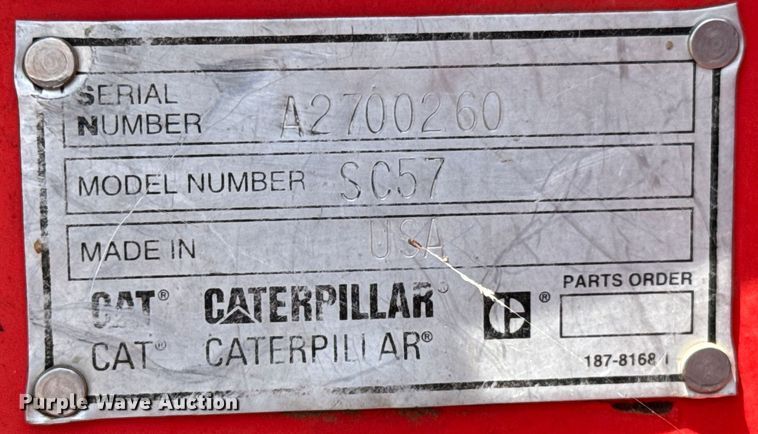 SERIAL
NUMBER A2700260
MODEL NUMBER SC57
MADE IN USA
CAT® CATERPILLAR® ® PARTS ORDER
CAT® CATERPILLAR®
187-8168 1
Purple Wave Auction